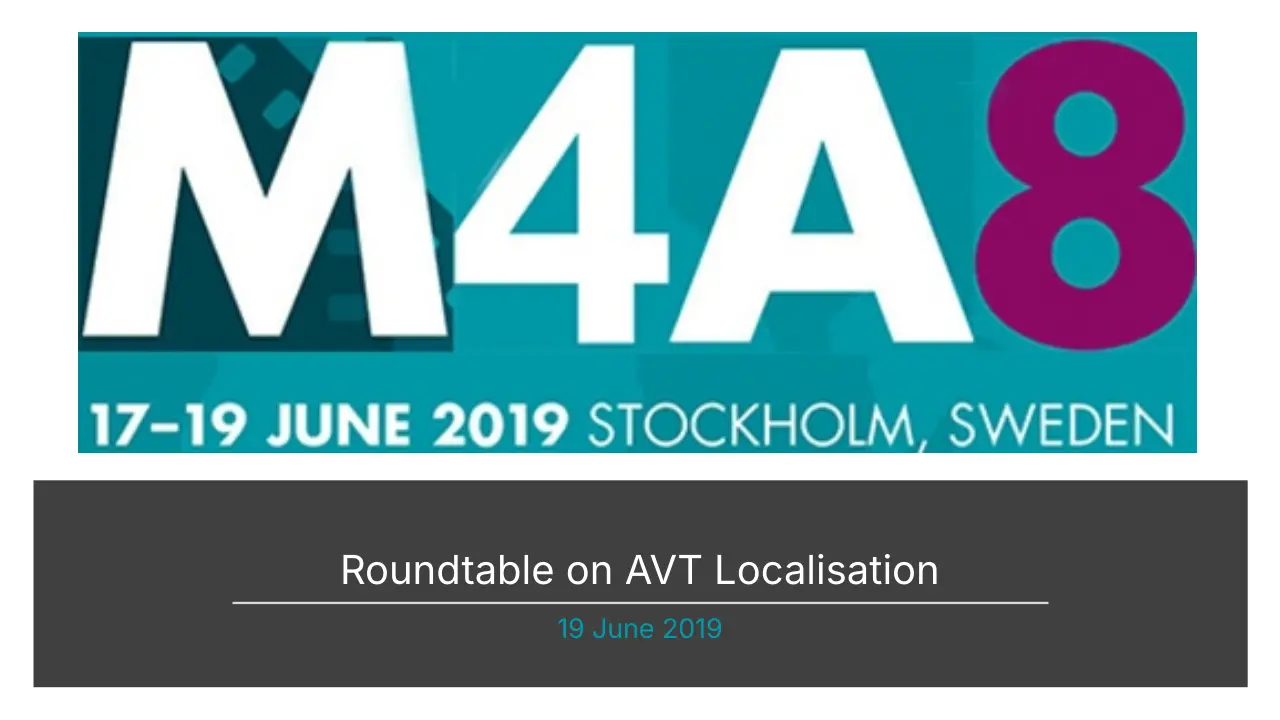 M4A8
17–19 JUNE 2019 STOCKHOLM, SWEDEN
Roundtable on AVT Localisation
19 June 2019